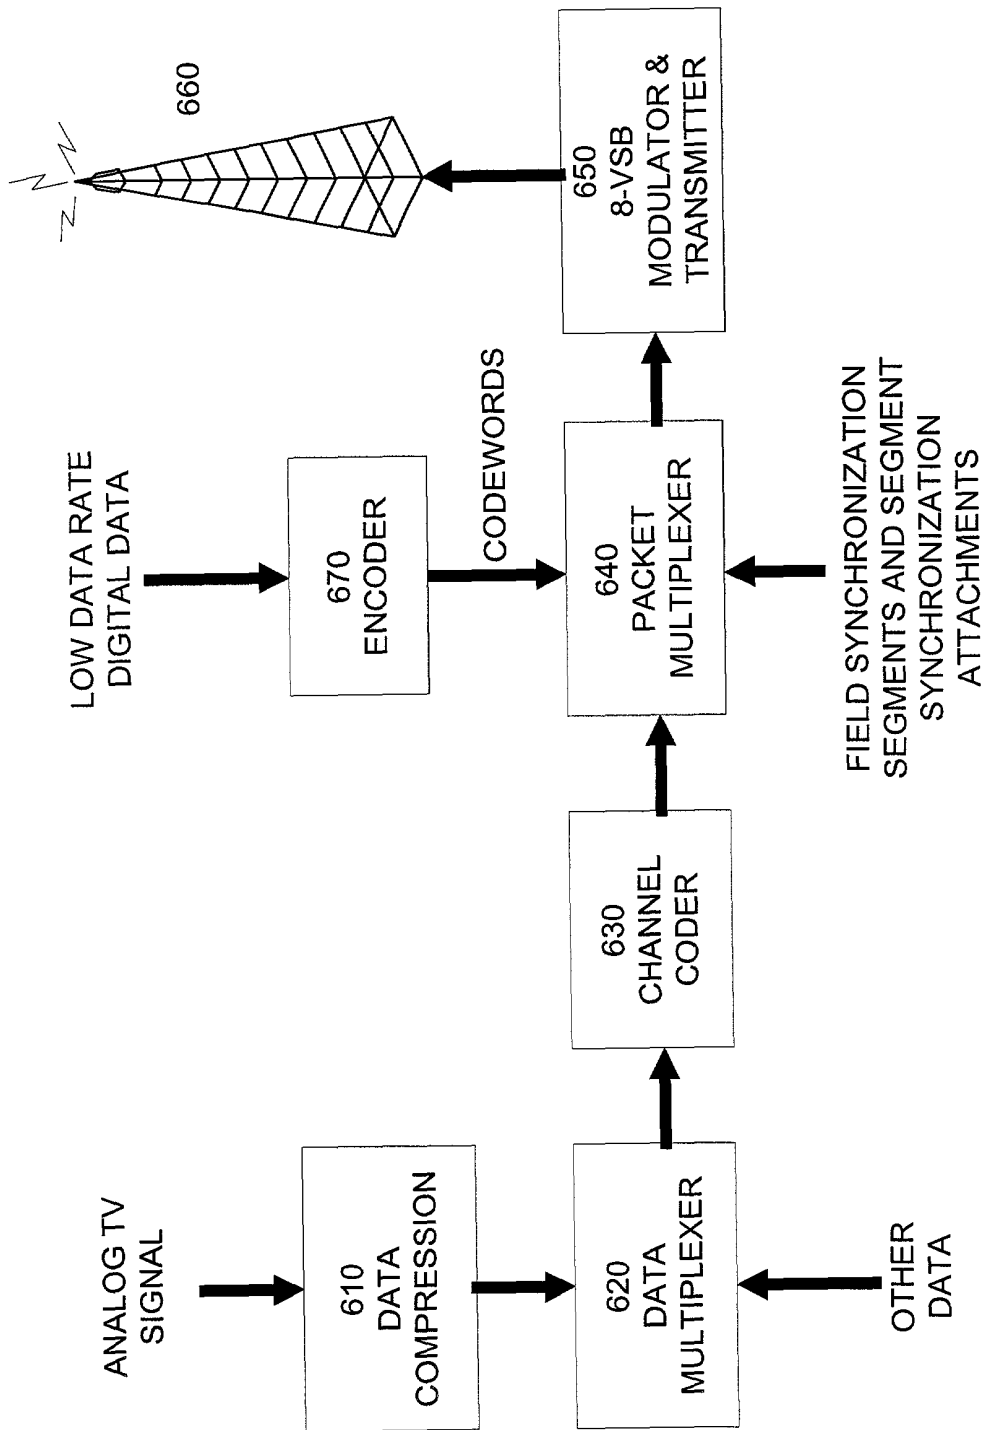 ANALOG TV
SIGNAL
610
DATA
COMPRESSION
620
DATA
MULTIPLEXER
OTHER
DATA
630
CHANNEL
CODER
LOW DATA RATE
DIGITAL DATA
670
ENCODER
CODEWORDS
640
PACKET
MULTIPLEXER
FIELD SYNCHRONIZATION
SEGMENTS AND SEGMENT
SYNCHRONIZATION
ATTACHMENTS
660
650
8-VSB
MODULATOR &
TRANSMITTER